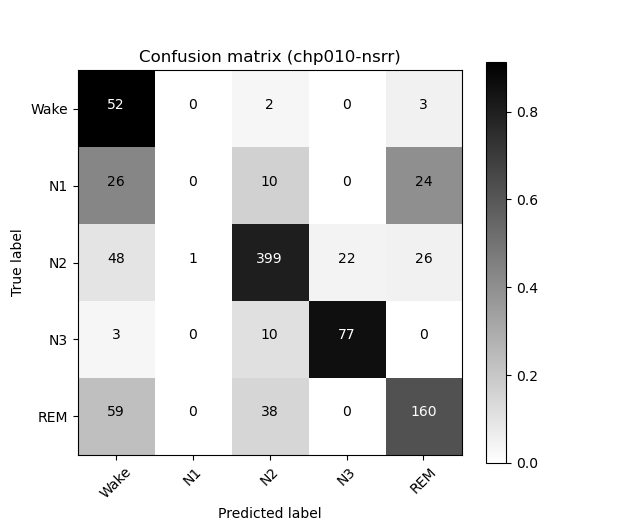 Confusion matrix (chp010-nsrr)
Wake 52 0 2 0 3
N1 26 0 10 0 24
N2 48 1 399 22 26
N3 3 0 10 77 0
REM 59 0 38 0 160
Wake N1 N2 N3 REM
Predicted label
True label
0.8
0.6
0.4
0.2
0.0